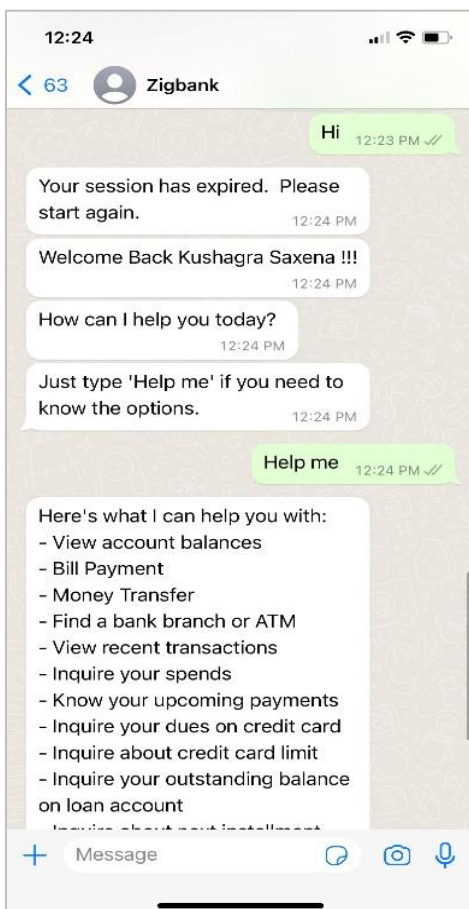 12:24
63 Zigbank
Hi 12:23 PM
Your session has expired. Please
start again. 12:24 PM
Welcome Back Kushagra Saxena !!!
12:24 PM
How can I help you today?
12:24 PM
Just type 'Help me' if you need to
know the options. 12:24 PM
Help me 12:24 PM
Here's what I can help you with:
- View account balances
- Bill Payment
- Money Transfer
- Find a bank branch or ATM
- View recent transactions
- Inquire your spends
- Know your upcoming payments
- Inquire your dues on credit card
- Inquire about credit card limit
- Inquire your outstanding balance
on loan account
- Inquire about next installment
Message